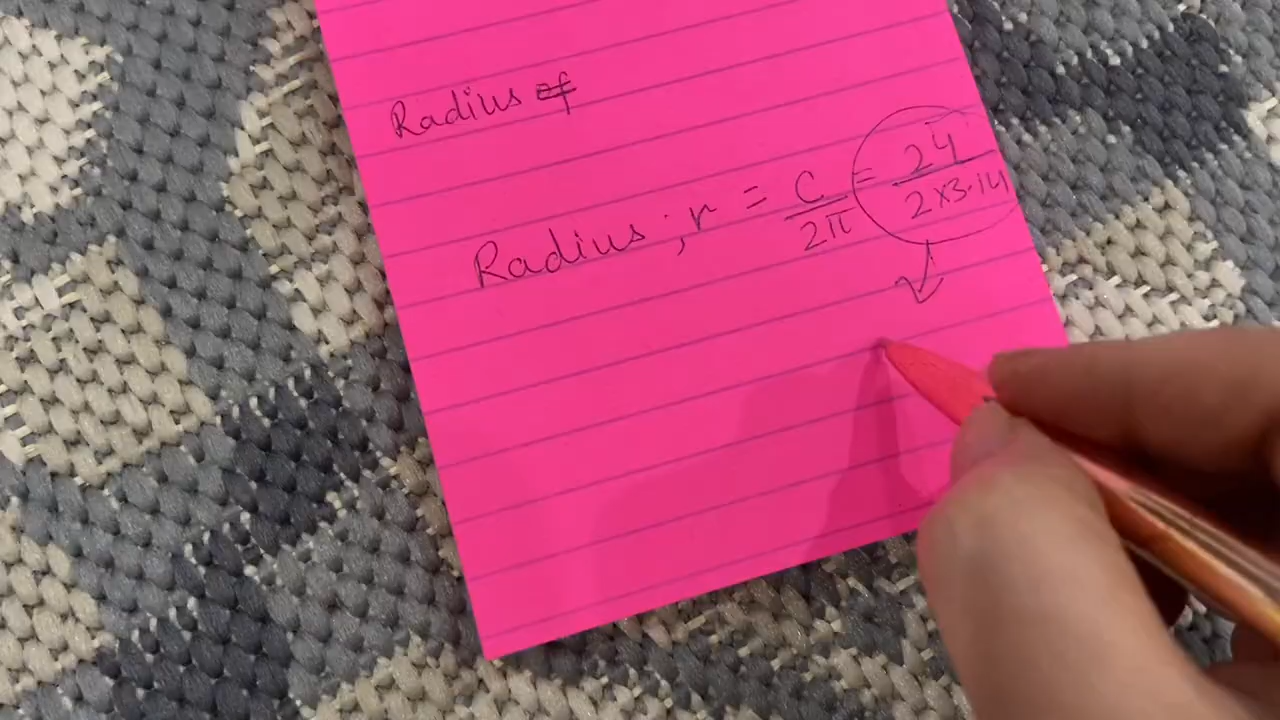 Radius of
Radius ; r = C/2π = 24/2×3.14